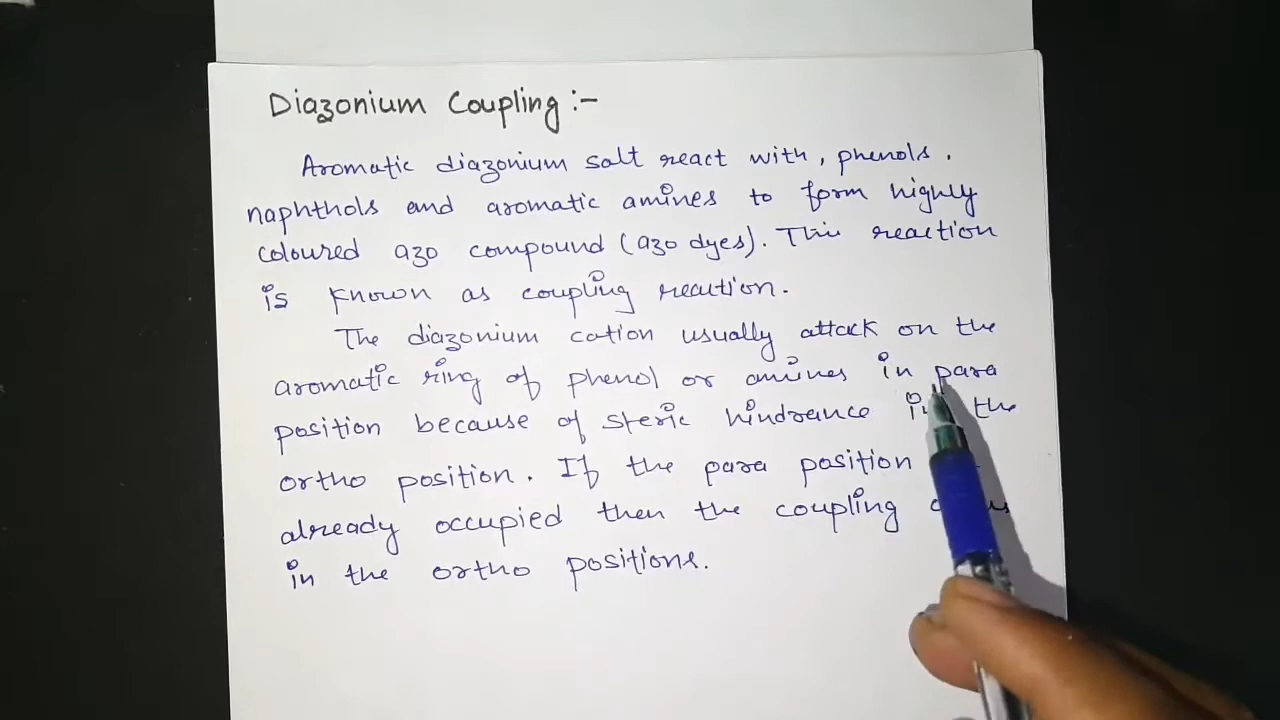 Diazonium Coupling :-
Aromatic diazonium salt react with, phenols.
naphthols and aromatic amines to form highly
coloured azo compound (azo dyes). This reaction
is known as coupling reaction.
The diazonium cation usually attack on the
aromatic ring of phenol or amines in para
position because of steric hindrance in the
ortho position. If the para position
already occupied then the coupling
in the ortho positions.